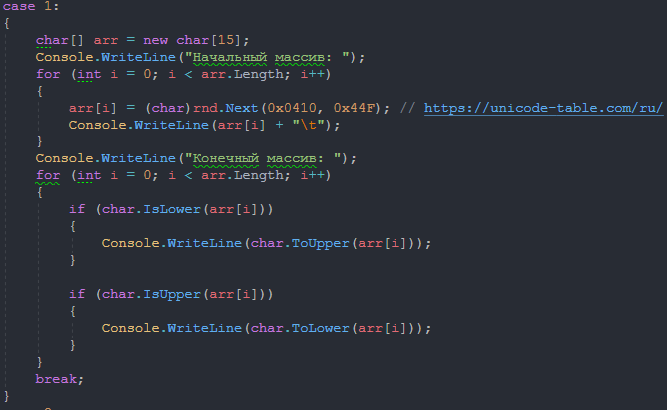 case 1:
{
char[] arr = new char[15];
Console.WriteLine("Начальный массив: ");
for (int i = 0; i < arr.Length; i++)
{
arr[i] = (char)rnd.Next(0x0410, 0x44F); // https://unicode-table.com/ru/
Console.WriteLine(arr[i] + "\t");
}
Console.WriteLine("Конечный массив: ");
for (int i = 0; i < arr.Length; i++)
{
if (char.IsLower(arr[i]))
{
Console.WriteLine(char.ToUpper(arr[i]));
}
if (char.IsUpper(arr[i]))
{
Console.WriteLine(char.ToLower(arr[i]));
}
}
break;
}